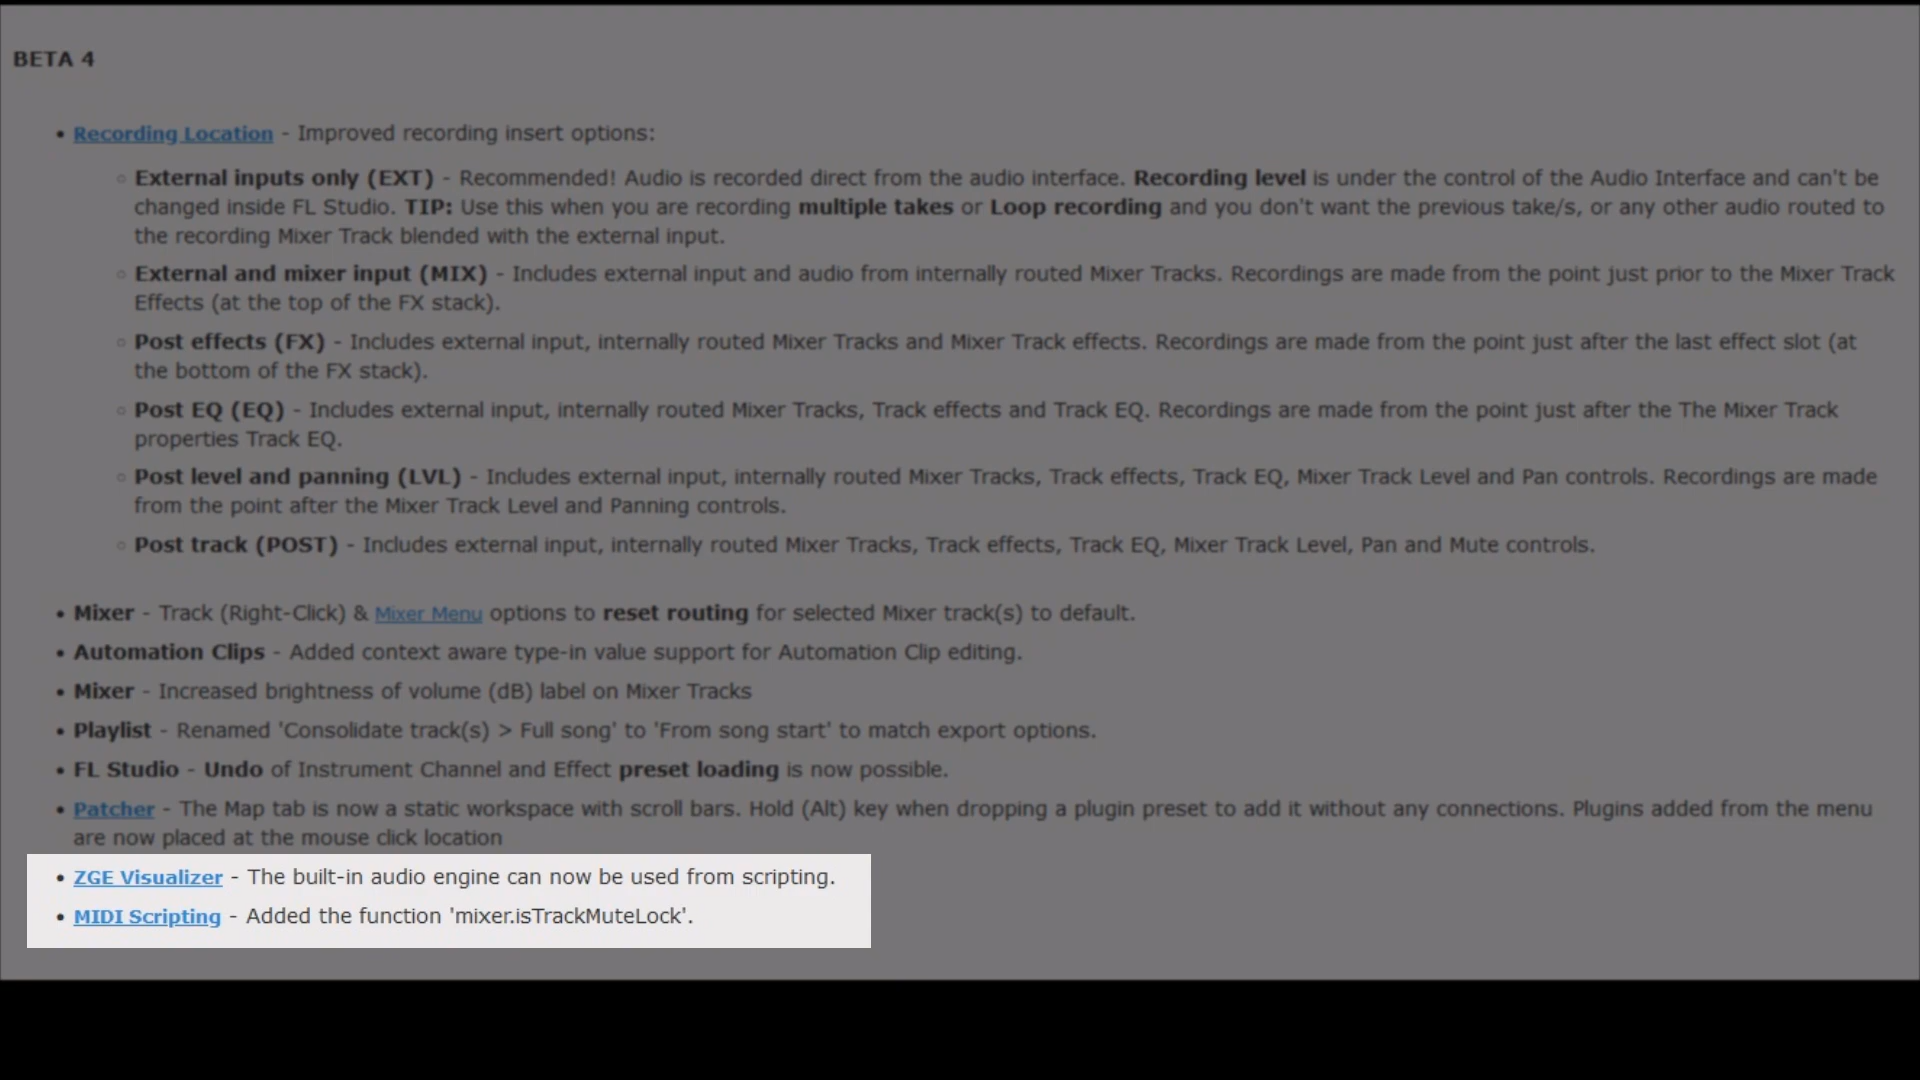 BETA 4
• Recording Location - Improved recording insert options:
◦ External inputs only (EXT) - Recommended! Audio is recorded direct from the audio interface. Recording level is under the control of the Audio Interface and can't be
changed inside FL Studio. TIP: Use this when you are recording multiple takes or Loop recording and you don't want the previous take/s, or any other audio routed to
the recording Mixer Track blended with the external input.
◦ External and mixer input (MIX) - Includes external input and audio from internally routed Mixer Tracks. Recordings are made from the point just prior to the Mixer Track
Effects (at the top of the FX stack).
◦ Post effects (FX) - Includes external input, internally routed Mixer Tracks and Mixer Track effects. Recordings are made from the point just after the last effect slot (at
the bottom of the FX stack).
◦ Post EQ (EQ) - Includes external input, internally routed Mixer Tracks, Track effects and Track EQ. Recordings are made from the point just after the The Mixer Track
properties Track EQ.
◦ Post level and panning (LVL) - Includes external input, internally routed Mixer Tracks, Track effects, Track EQ, Mixer Track Level and Pan controls. Recordings are made
from the point after the Mixer Track Level and Panning controls.
◦ Post track (POST) - Includes external input, internally routed Mixer Tracks, Track effects, Track EQ, Mixer Track Level, Pan and Mute controls.
• Mixer - Track (Right-Click) & Mixer Menu options to reset routing for selected Mixer track(s) to default.
• Automation Clips - Added context aware type-in value support for Automation Clip editing.
• Mixer - Increased brightness of volume (dB) label on Mixer Tracks
• Playlist - Renamed 'Consolidate track(s) > Full song' to 'From song start' to match export options.
• FL Studio - Undo of Instrument Channel and Effect preset loading is now possible.
• Patcher - The Map tab is now a static workspace with scroll bars. Hold (Alt) key when dropping a plugin preset to add it without any connections. Plugins added from the menu
are now placed at the mouse click location
• ZGE Visualizer - The built-in audio engine can now be used from scripting.
• MIDI Scripting - Added the function 'mixer.isTrackMuteLock'.